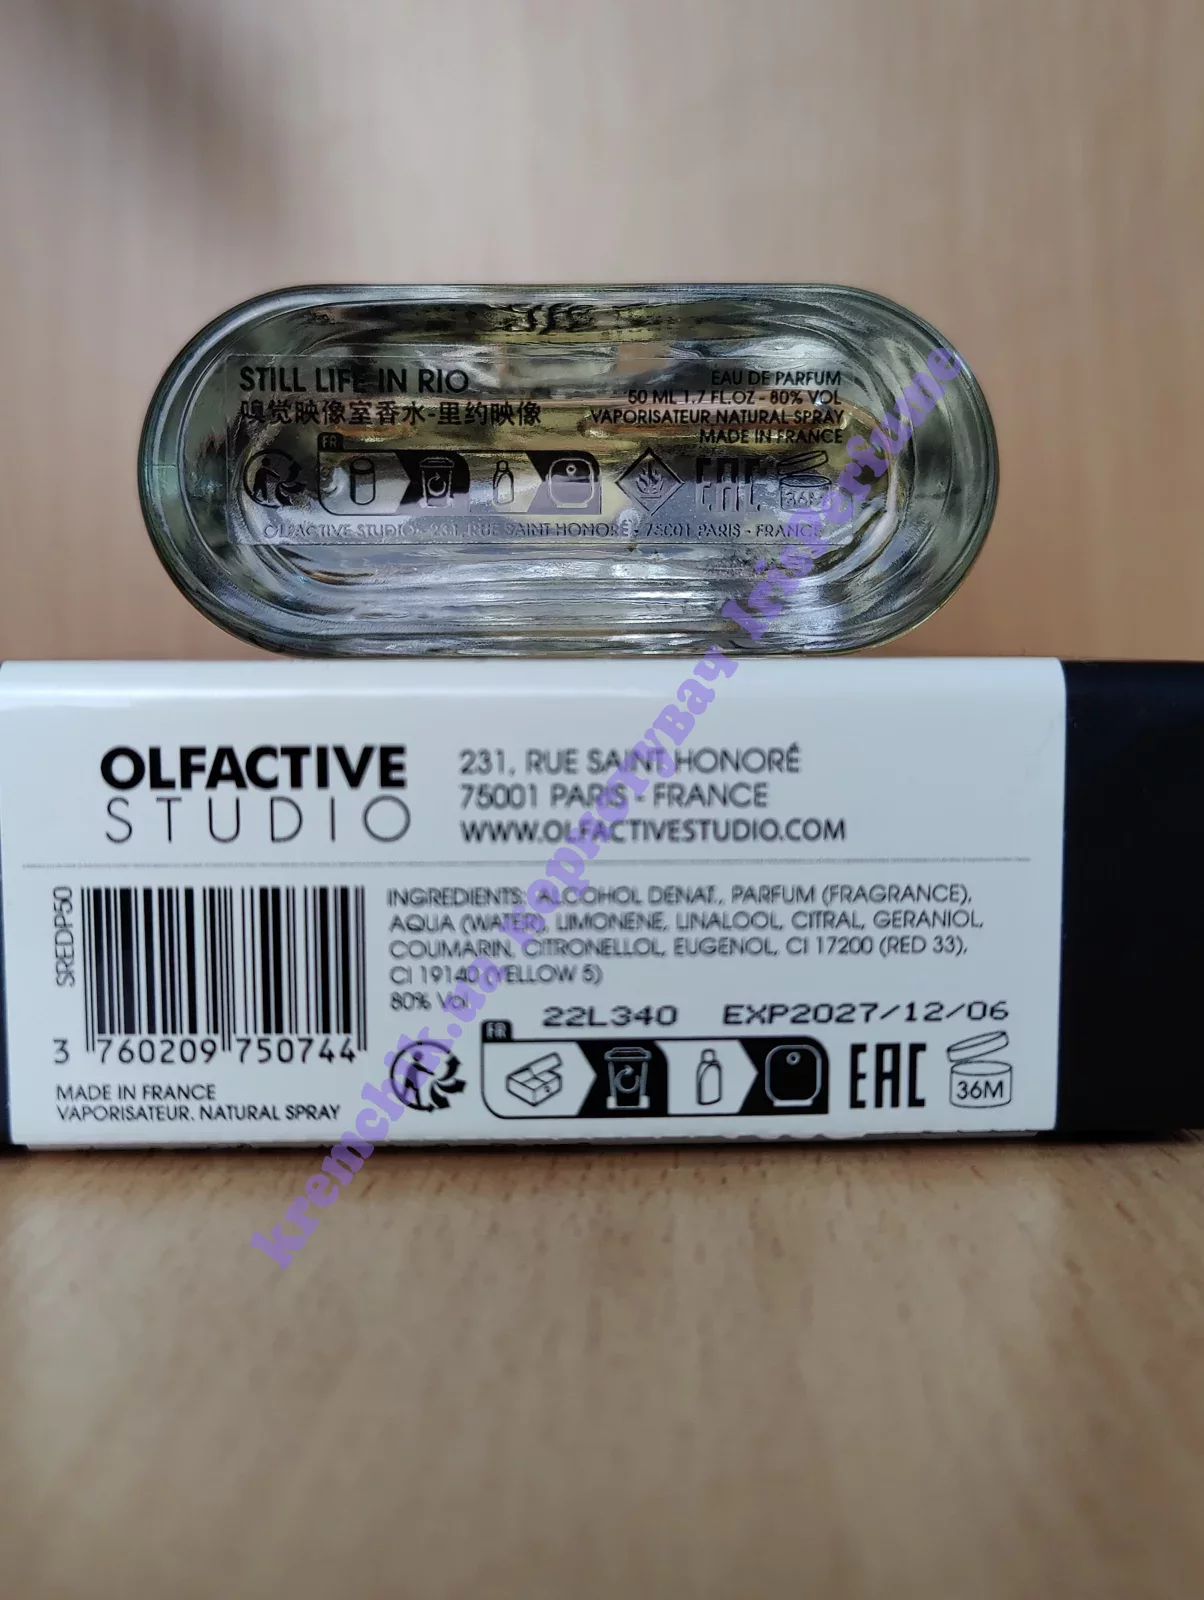 STILL LIFE IN RIO
嗅觉映像室香水-里约映像
EAU DE PARFUM
50 ML 1.7 FL.OZ - 80% VOL
VAPORISATEUR NATURAL SPRAY
MADE IN FRANCE
FR
EAC
36M
OLFACTIVE STUDIO - 231, RUE SAINT HONORÉ - 75001 PARIS - FRANCE
OLFACTIVE
STUDIO
231, RUE SAINT HONORÉ
75001 PARIS - FRANCE
WWW.OLFACTIVESTUDIO.COM
SREDP50
INGREDIENTS: ALCOHOL DENAT., PARFUM (FRAGRANCE),
AQUA (WATER), LIMONENE, LINALOOL, CITRAL, GERANIOL,
COUMARIN, CITRONELLOL, EUGENOL, CI 17200 (RED 33),
CI 19140 (YELLOW 5)
80% Vol
22L340 EXP2027/12/06
3 760209 750744
FR
EAC
36M
MADE IN FRANCE
VAPORISATEUR. NATURAL SPRAY
kremchik.ua